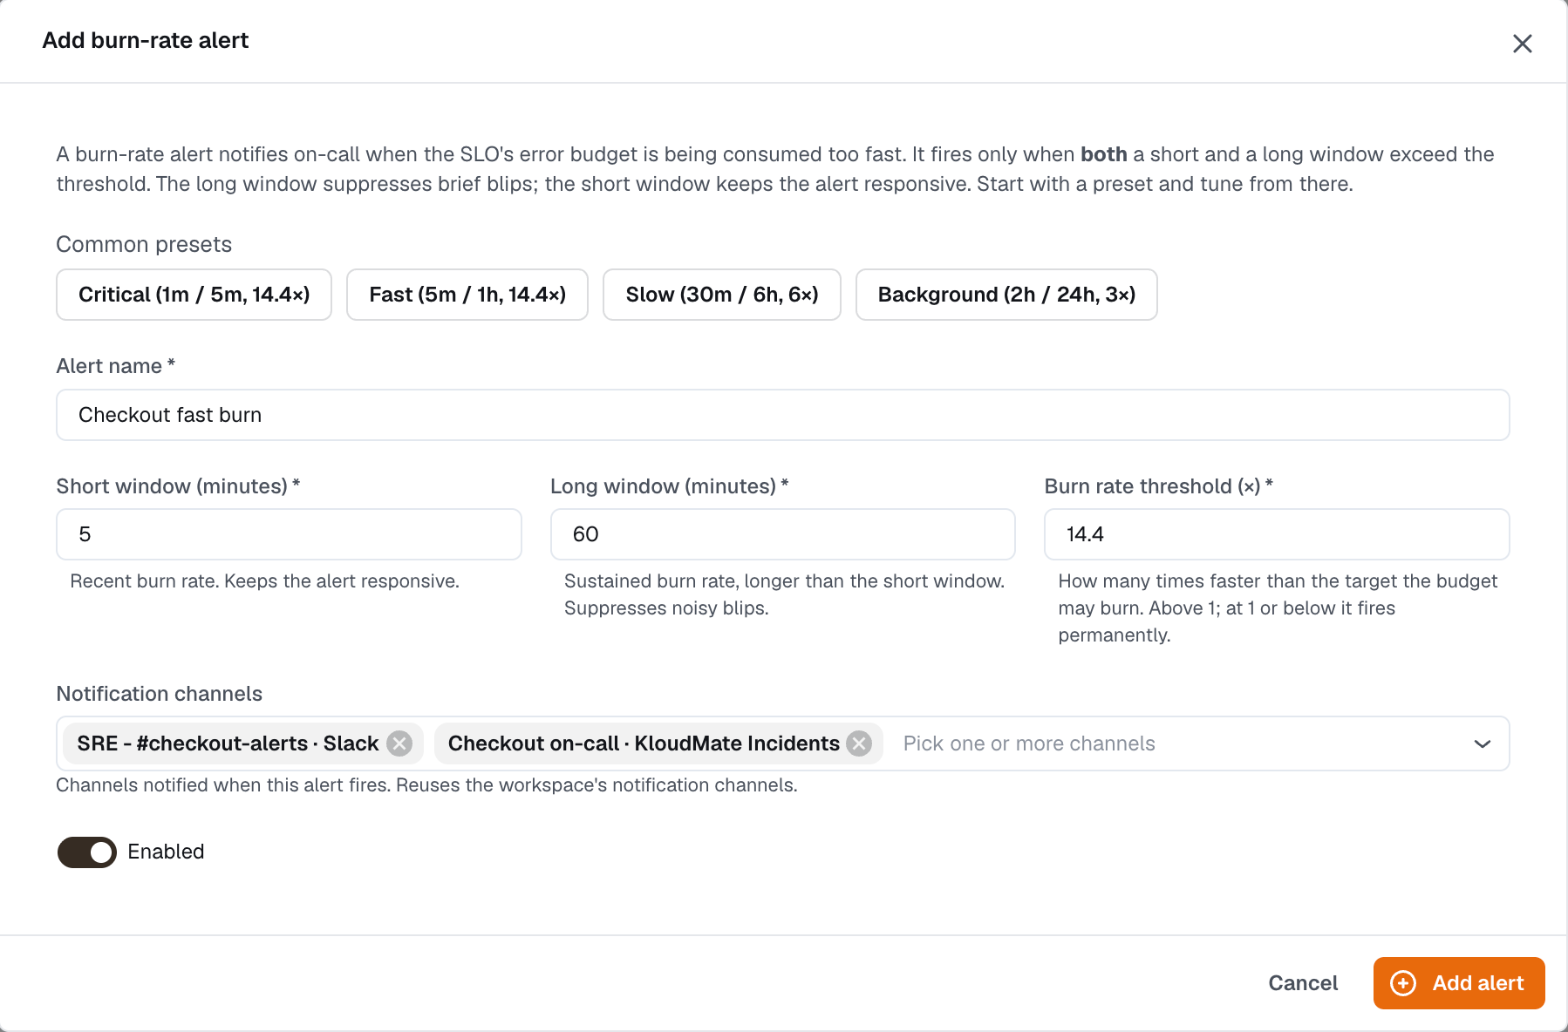 Add burn-rate alert
A burn-rate alert notifies on-call when the SLO's error budget is being consumed too fast. It fires only when both a short and a long window exceed the
threshold. The long window suppresses brief blips; the short window keeps the alert responsive. Start with a preset and tune from there.
Common presets
Critical (1m / 5m, 14.4×)
Fast (5m / 1h, 14.4×)
Slow (30m / 6h, 6×)
Background (2h / 24h, 3×)
Alert name *
Checkout fast burn
Short window (minutes) *
5
Recent burn rate. Keeps the alert responsive.
Long window (minutes) *
60
Sustained burn rate, longer than the short window.
Suppresses noisy blips.
Burn rate threshold (×) *
14.4
How many times faster than the target the budget
may burn. Above 1; at 1 or below it fires
permanently.
Notification channels
SRE - #checkout-alerts · Slack
Checkout on-call · KloudMate Incidents
Pick one or more channels
Channels notified when this alert fires. Reuses the workspace's notification channels.
Enabled
Cancel
Add alert